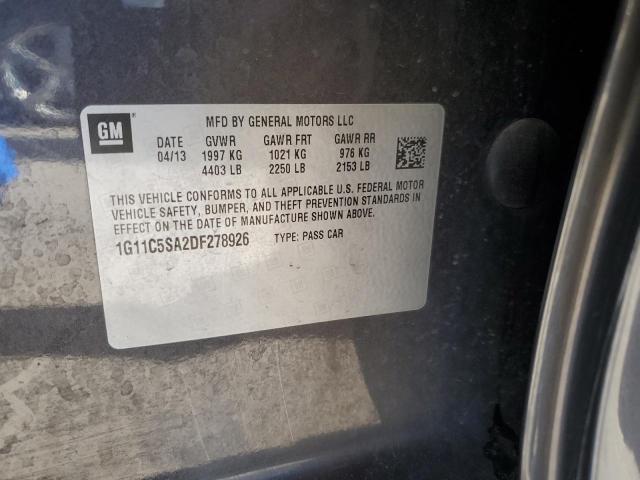 GM ®
MFD BY GENERAL MOTORS LLC
DATE GVWR GAWR FRT GAWR RR
04/13 1997 KG 1021 KG 976 KG
4403 LB 2250 LB 2153 LB
THIS VEHICLE CONFORMS TO ALL APPLICABLE U.S. FEDERAL MOTOR
VEHICLE SAFETY, BUMPER, AND THEFT PREVENTION STANDARDS IN
EFFECT ON THE DATE OF MANUFACTURE SHOWN ABOVE.
1G11C5SA2DF278926 TYPE: PASS CAR